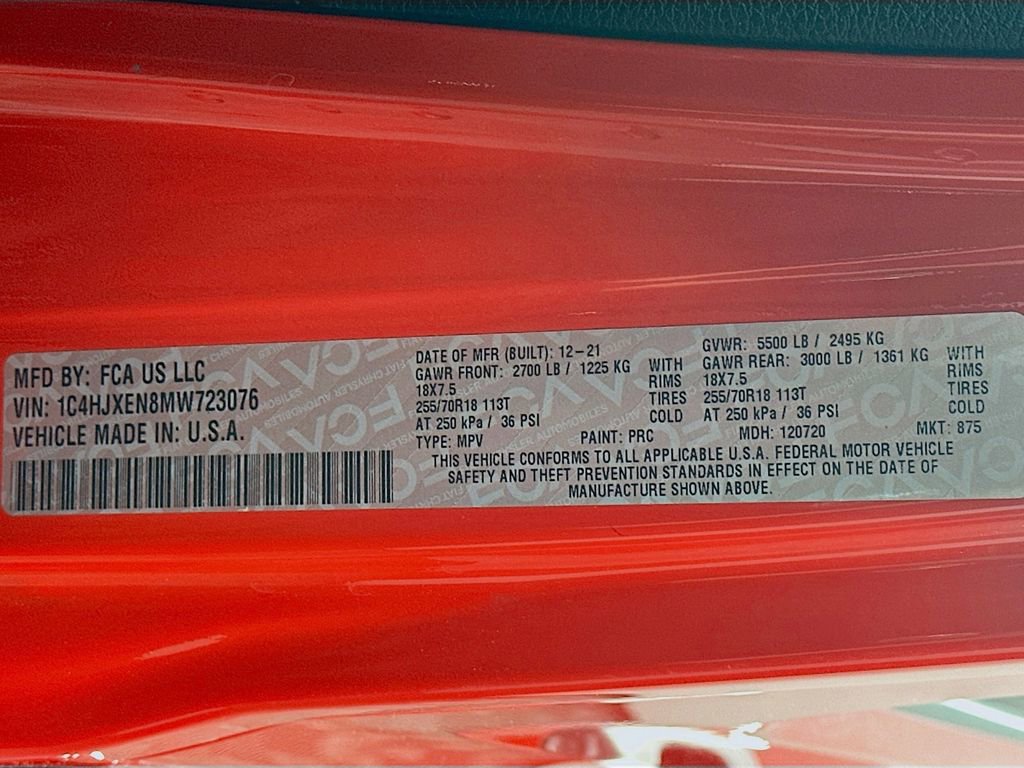 MFD BY: FCA US LLC
VIN: 1C4HJXEN8MW723076
VEHICLE MADE IN: U.S.A.
DATE OF MFR (BUILT): 12-21
GAWR FRONT: 2700 LB / 1225 KG WITH
18X7.5 RIMS
255/70R18 113T TIRES
AT 250 kPa / 36 PSI COLD
GVWR: 5500 LB / 2495 KG
GAWR REAR: 3000 LB / 1361 KG WITH
18X7.5 RIMS
255/70R18 113T TIRES
AT 250 kPa / 36 PSI COLD
TYPE: MPV PAINT: PRC MDH: 120720 MKT: 875
THIS VEHICLE CONFORMS TO ALL APPLICABLE U.S.A. FEDERAL MOTOR VEHICLE
SAFETY AND THEFT PREVENTION STANDARDS IN EFFECT ON THE DATE OF
MANUFACTURE SHOWN ABOVE.